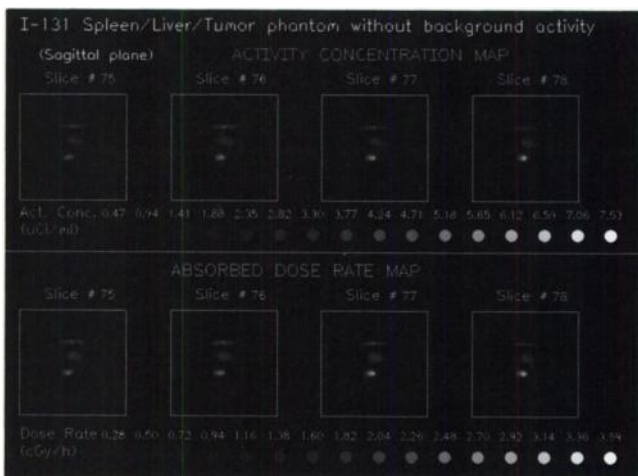 I-131 Spleen/Liver/Tumor phantom without background activity
(Sagittal plane) ACTIVITY CONCENTRATION MAP
Slice # 75 Slice # 76 Slice # 77 Slice # 78
Act. Conc. 0.47 0.94 1.41 1.88 2.35 2.82 3.30 3.77 4.24 4.71 5.18 5.65 6.12 6.59 7.06 7.53
(uCi/ml)
ABSORBED DOSE RATE MAP
Slice # 75 Slice # 76 Slice # 77 Slice # 78
Dose Rate 0.28 0.50 0.72 0.94 1.16 1.38 1.60 1.82 2.04 2.26 2.48 2.70 2.92 3.14 3.36 3.59
(cGy/h)